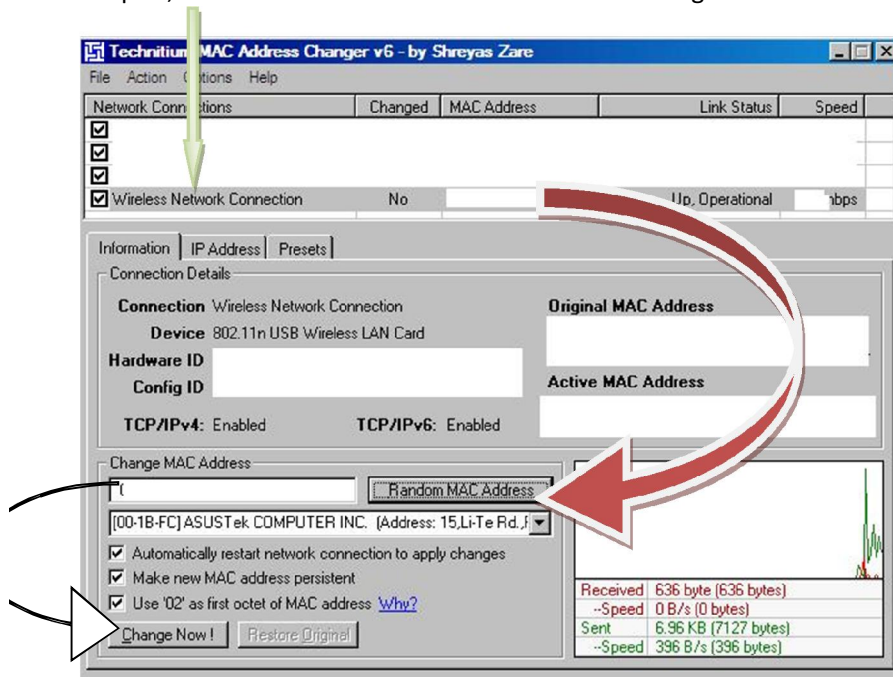 Technitium MAC Address Changer v6 - by Shreyas Zare
File Action Options Help
Network Connections Changed MAC Address Link Status Speed
Wireless Network Connection No Up, Operational
Information IP Address Presets
Connection Details
Connection Wireless Network Connection Original MAC Address
Device 802.11n USB Wireless LAN Card
Hardware ID
Config ID Active MAC Address
TCP/IPv4: Enabled TCP/IPv6: Enabled
Change MAC Address
Random MAC Address
[00-1B-FC] ASUSTek COMPUTER INC. (Address: 15,Li-Te Rd.,
Automatically restart network connection to apply changes
Make new MAC address persistent
Use '02' as first octet of MAC address Why?
Change Now ! Restore Original
Received 636 byte (636 bytes)
--Speed 0 B/s (0 bytes)
Sent 6.96 KB (7127 bytes)
--Speed 396 B/s (396 bytes)